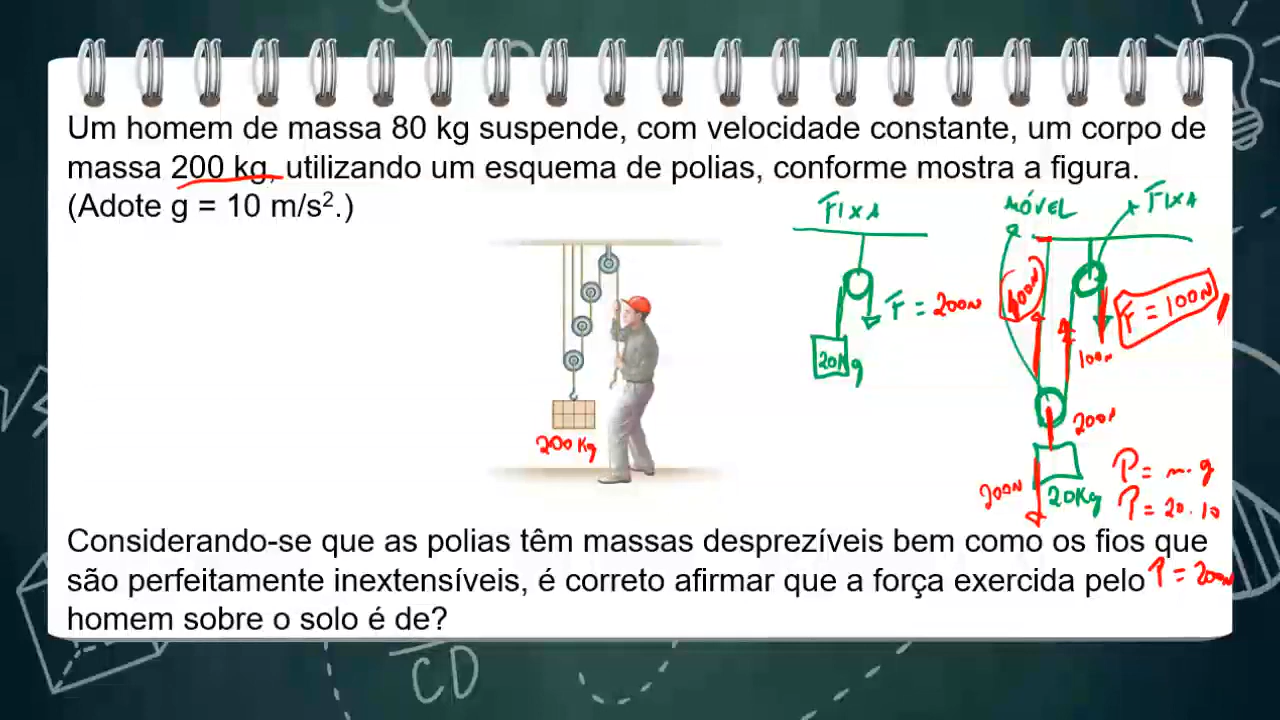 Um homem de massa 80 kg suspende, com velocidade constante, um corpo de
massa 200 kg, utilizando um esquema de polias, conforme mostra a figura.
(Adote g = 10 m/s².)
FIXA
MÓVEL
FIXA
F = 200N
20Kg
100N
F = 100N
100N
200N
200N
20Kg
P = m.g
P = 20.10
P = 200N
200Kg
Considerando-se que as polias têm massas desprezíveis bem como os fios que
são perfeitamente inextensíveis, é correto afirmar que a força exercida pelo
homem sobre o solo é de?
CD